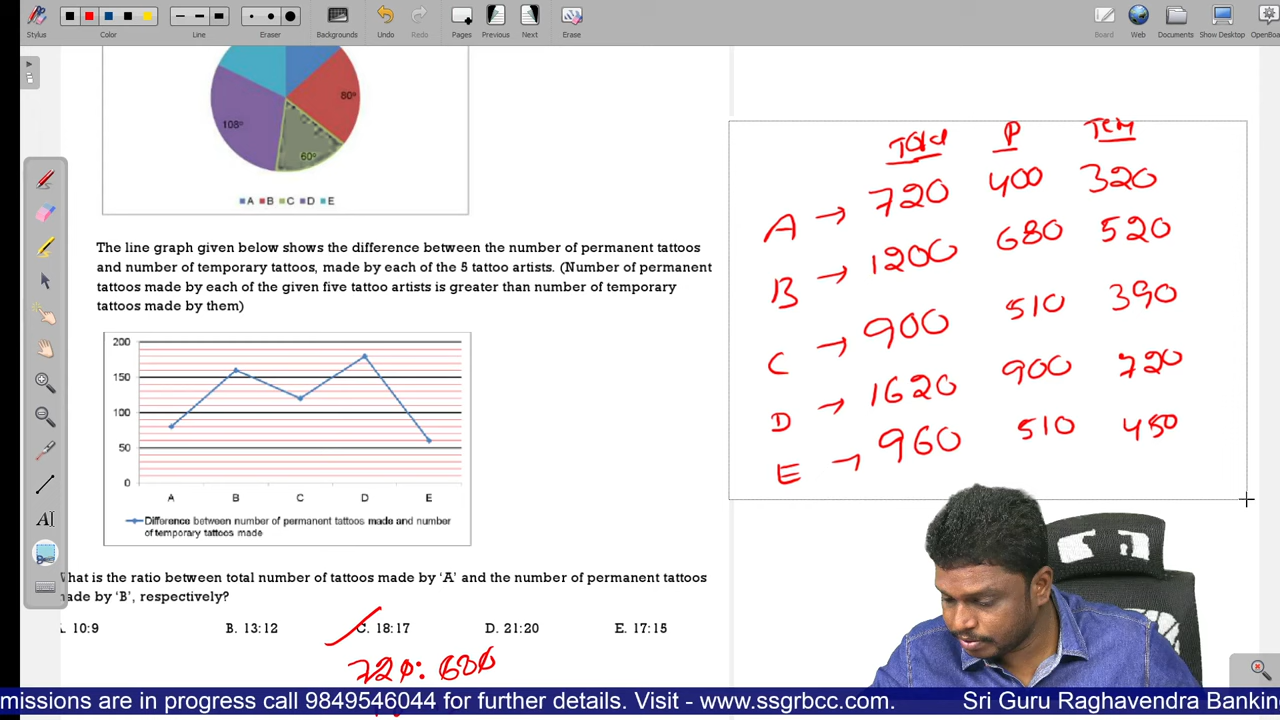 Stylus Color Line Eraser Backgrounds Undo Redo Pages Previous Next Erase Board Web Documents Show Desktop OpenBoa
80°
108°
60°
A B C D E
The line graph given below shows the difference between the number of permanent tattoos
and number of temporary tattoos, made by each of the 5 tattoo artists. (Number of permanent
tattoos made by each of the given five tattoo artists is greater than number of temporary
tattoos made by them)
200
150
100
50
0
A B C D E
Difference between number of permanent tattoos made and number
of temporary tattoos made
What is the ratio between total number of tattoos made by ‘A’ and the number of permanent tattoos
made by ‘B’, respectively?
A. 10:9 B. 13:12 C. 18:17 D. 21:20 E. 17:15
720 : 680
Total P Tem
A → 720 400 320
B → 1200 680 520
C → 900 510 390
D → 1620 900 720
E → 960 510 450
missions are in progress call 9849546044 for further details. Visit - www.ssgrbcc.com. Sri Guru Raghavendra Bankin